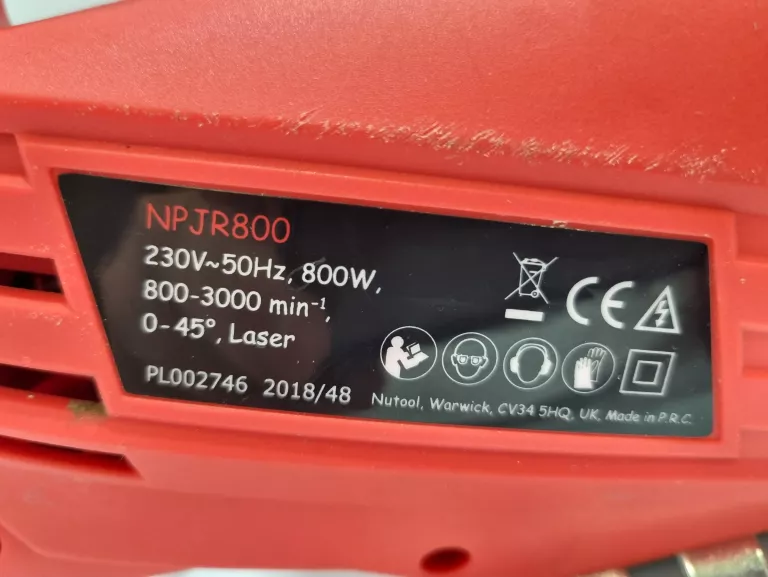 NPJR800
230V~50Hz, 800W,
800-3000 min⁻¹,
0-45°, Laser
PL002746 2018/48
CE
Nutool, Warwick, CV34 5HQ, UK, Made in P.R.C.